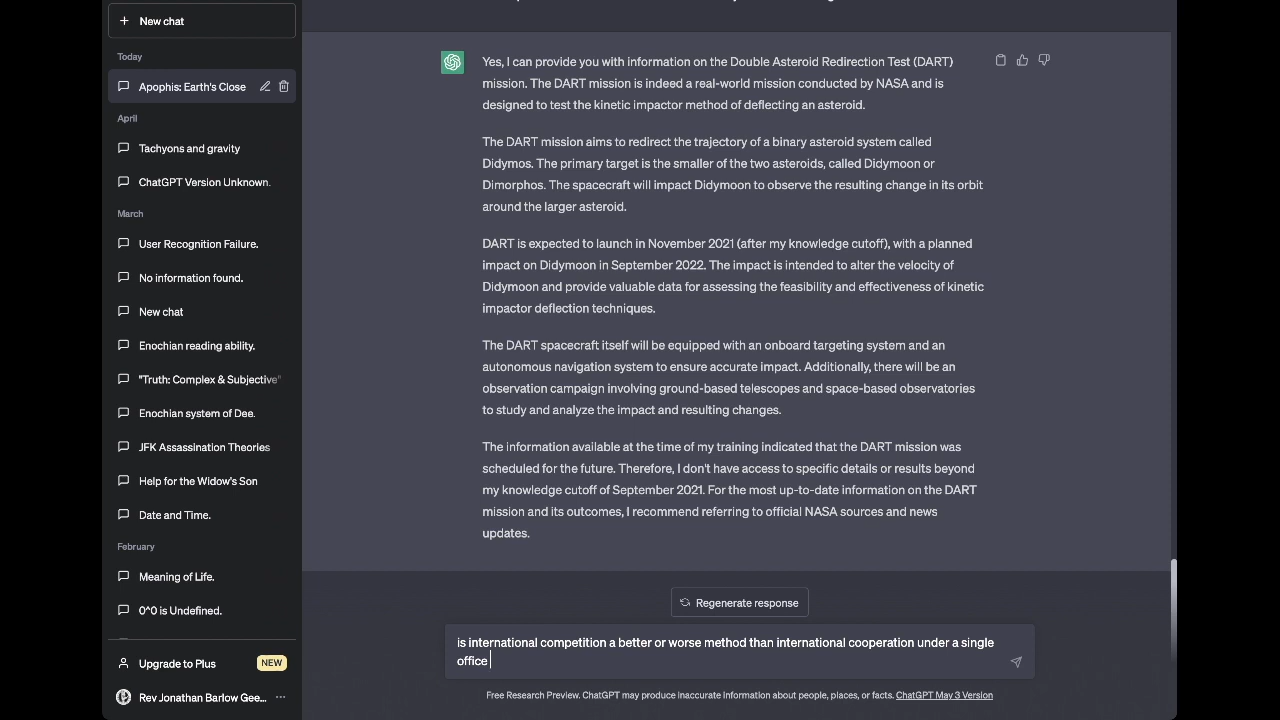 New chat
Today
Apophis: Earth's Close
April
Tachyons and gravity
ChatGPT Version Unknown.
March
User Recognition Failure.
No information found.
New chat
Enochian reading ability.
"Truth: Complex & Subjective"
Enochian system of Dee.
JFK Assassination Theories
Help for the Widow's Son
Date and Time.
February
Meaning of Life.
0^0 is Undefined.
Upgrade to Plus NEW
Rev Jonathan Barlow Gee...
Yes, I can provide you with information on the Double Asteroid Redirection Test (DART)
mission. The DART mission is indeed a real-world mission conducted by NASA and is
designed to test the kinetic impactor method of deflecting an asteroid.
The DART mission aims to redirect the trajectory of a binary asteroid system called
Didymos. The primary target is the smaller of the two asteroids, called Didymoon or
Dimorphos. The spacecraft will impact Didymoon to observe the resulting change in its orbit
around the larger asteroid.
DART is expected to launch in November 2021 (after my knowledge cutoff), with a planned
impact on Didymoon in September 2022. The impact is intended to alter the velocity of
Didymoon and provide valuable data for assessing the feasibility and effectiveness of kinetic
impactor deflection techniques.
The DART spacecraft itself will be equipped with an onboard targeting system and an
autonomous navigation system to ensure accurate impact. Additionally, there will be an
observation campaign involving ground-based telescopes and space-based observatories
to study and analyze the impact and resulting changes.
The information available at the time of my training indicated that the DART mission was
scheduled for the future. Therefore, I don't have access to specific details or results beyond
my knowledge cutoff of September 2021. For the most up-to-date information on the DART
mission and its outcomes, I recommend referring to official NASA sources and news
updates.
Regenerate response
is international competition a better or worse method than international cooperation under a single
office
Free Research Preview. ChatGPT may produce inaccurate information about people, places, or facts. ChatGPT May 3 Version